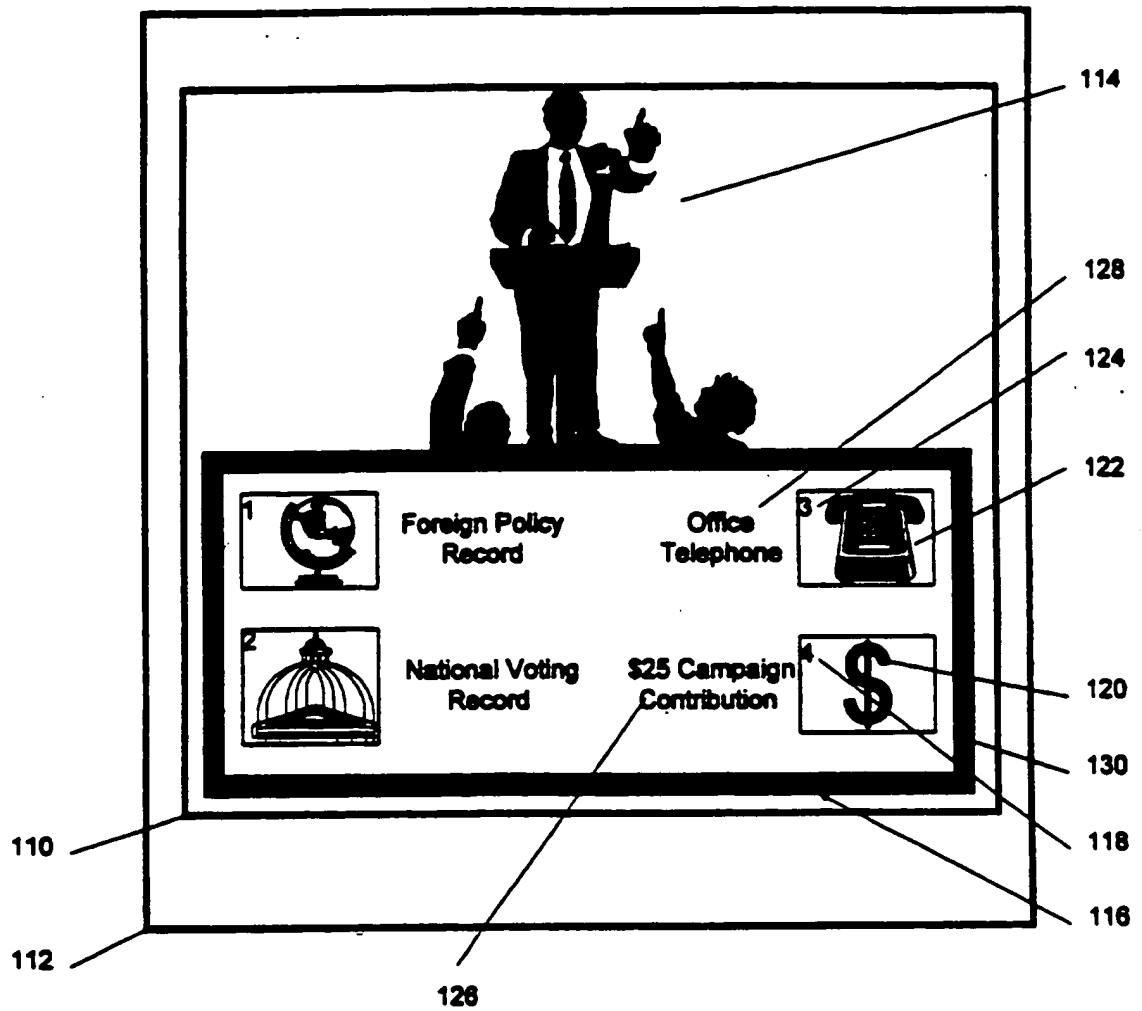 114
128
124
122
1
Foreign Policy
Record
Office
Telephone
3
2
National Voting
Record
$25 Campaign
Contribution
4
120
130
110
118
116
112
126